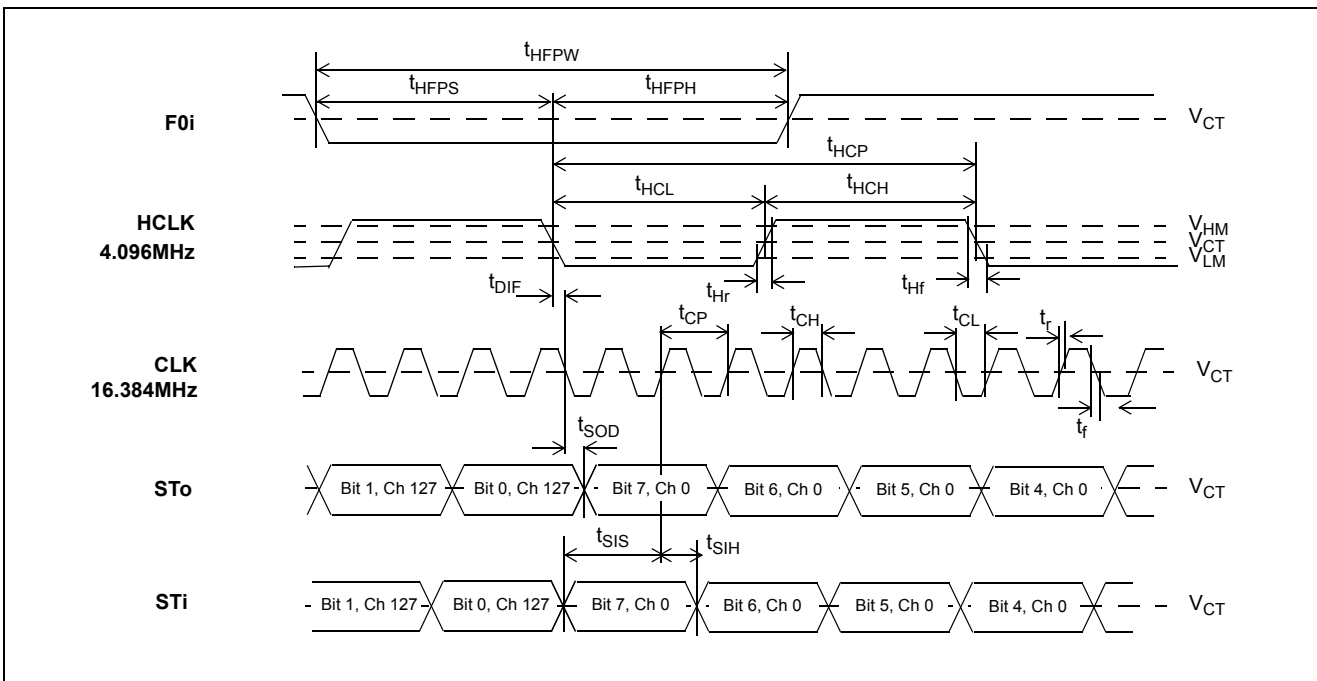 tHFPW
tHFPS tHFPH
F0i VCT
tHCP
tHCL tHCH
HCLK VHM
4.096MHz VCT
VLM
tDIF tHr tHf
tCP tCH tCL tr
CLK VCT
16.384MHz
tSOD tf
STo Bit 1, Ch 127 Bit 0, Ch 127 Bit 7, Ch 0 Bit 6, Ch 0 Bit 5, Ch 0 Bit 4, Ch 0 VCT
tSIS tSIH
STi Bit 1, Ch 127 Bit 0, Ch 127 Bit 7, Ch 0 Bit 6, Ch 0 Bit 5, Ch 0 Bit 4, Ch 0 VCT